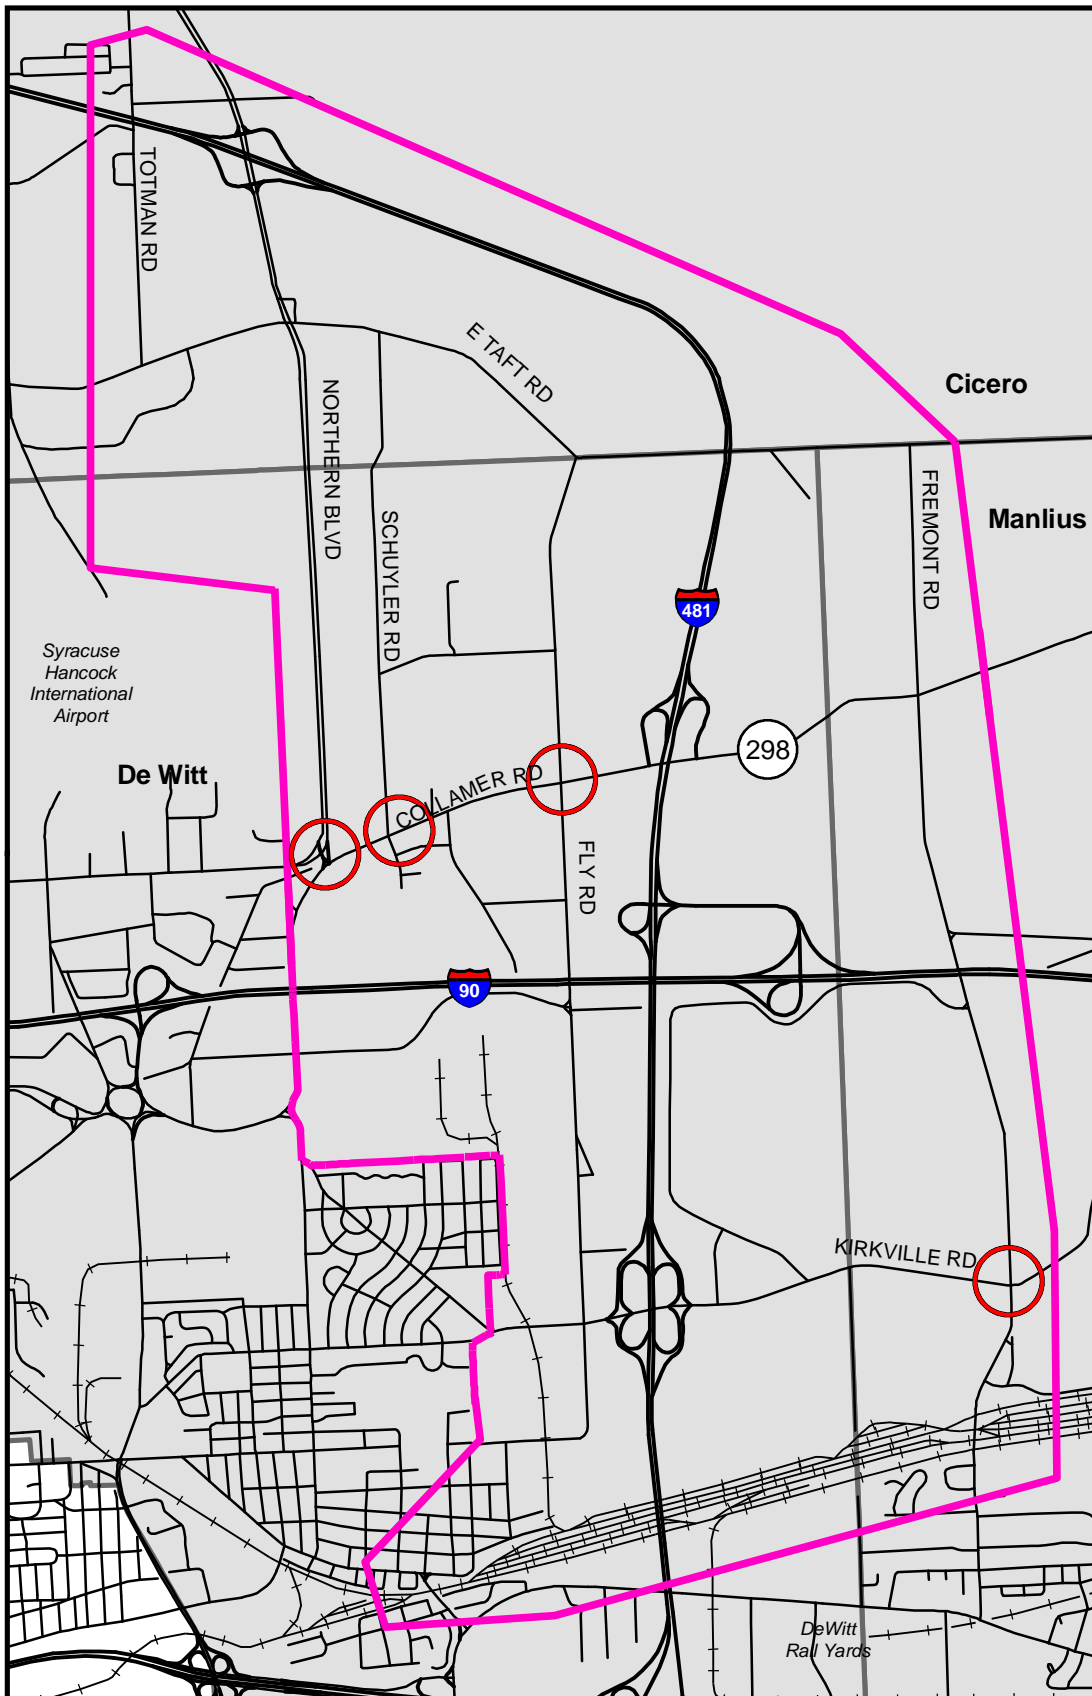 TOTMAN RD
E TAFT RD
Cicero
NORTHERN BLVD
FREMONT RD
Manlius
SCHUYLER RD
481
Syracuse
Hancock
International
Airport
298
De Witt
COLLAMER RD
FLY RD
90
KIRKVILLE RD
DeWitt
Rail Yards